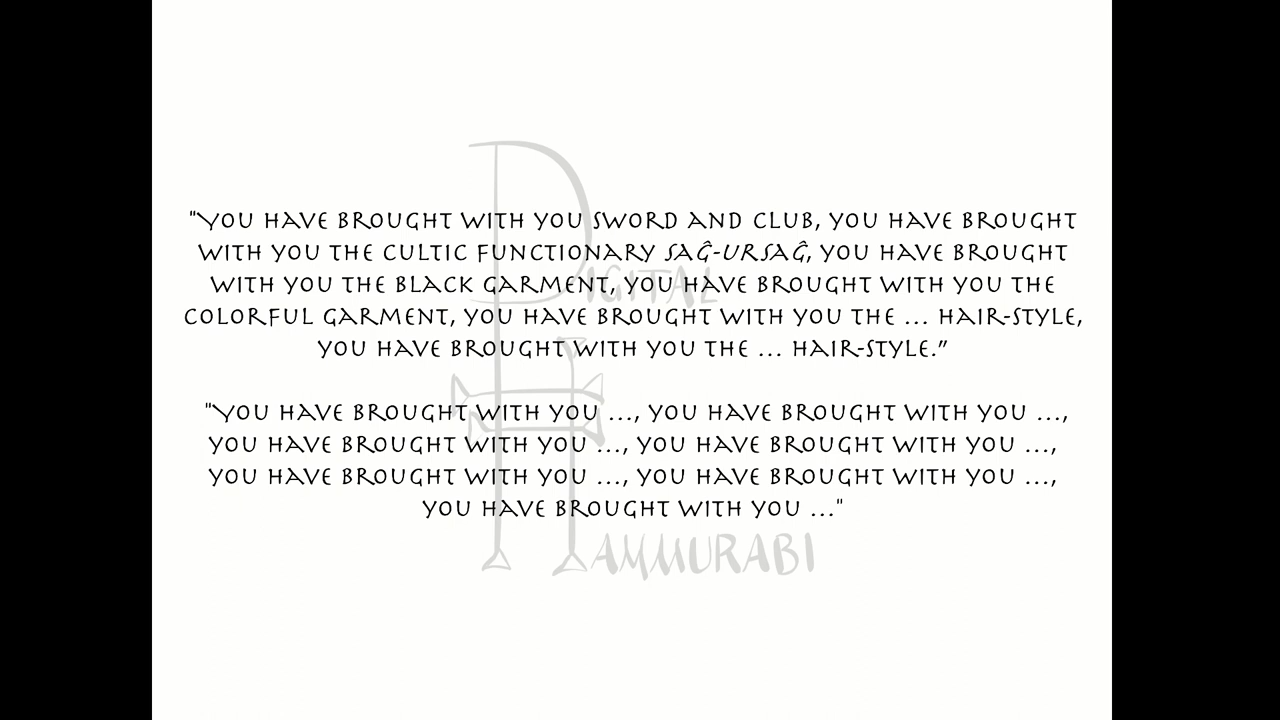 "You have brought with you sword and club, you have brought
with you the cultic functionary saĝ-ursaĝ, you have brought
with you the black garment, you have brought with you the
colorful garment, you have brought with you the … hair-style,
you have brought with you the … hair-style.”
"You have brought with you …, you have brought with you …,
you have brought with you …, you have brought with you …,
you have brought with you …, you have brought with you …,
you have brought with you …"
Digital
Hammurabi